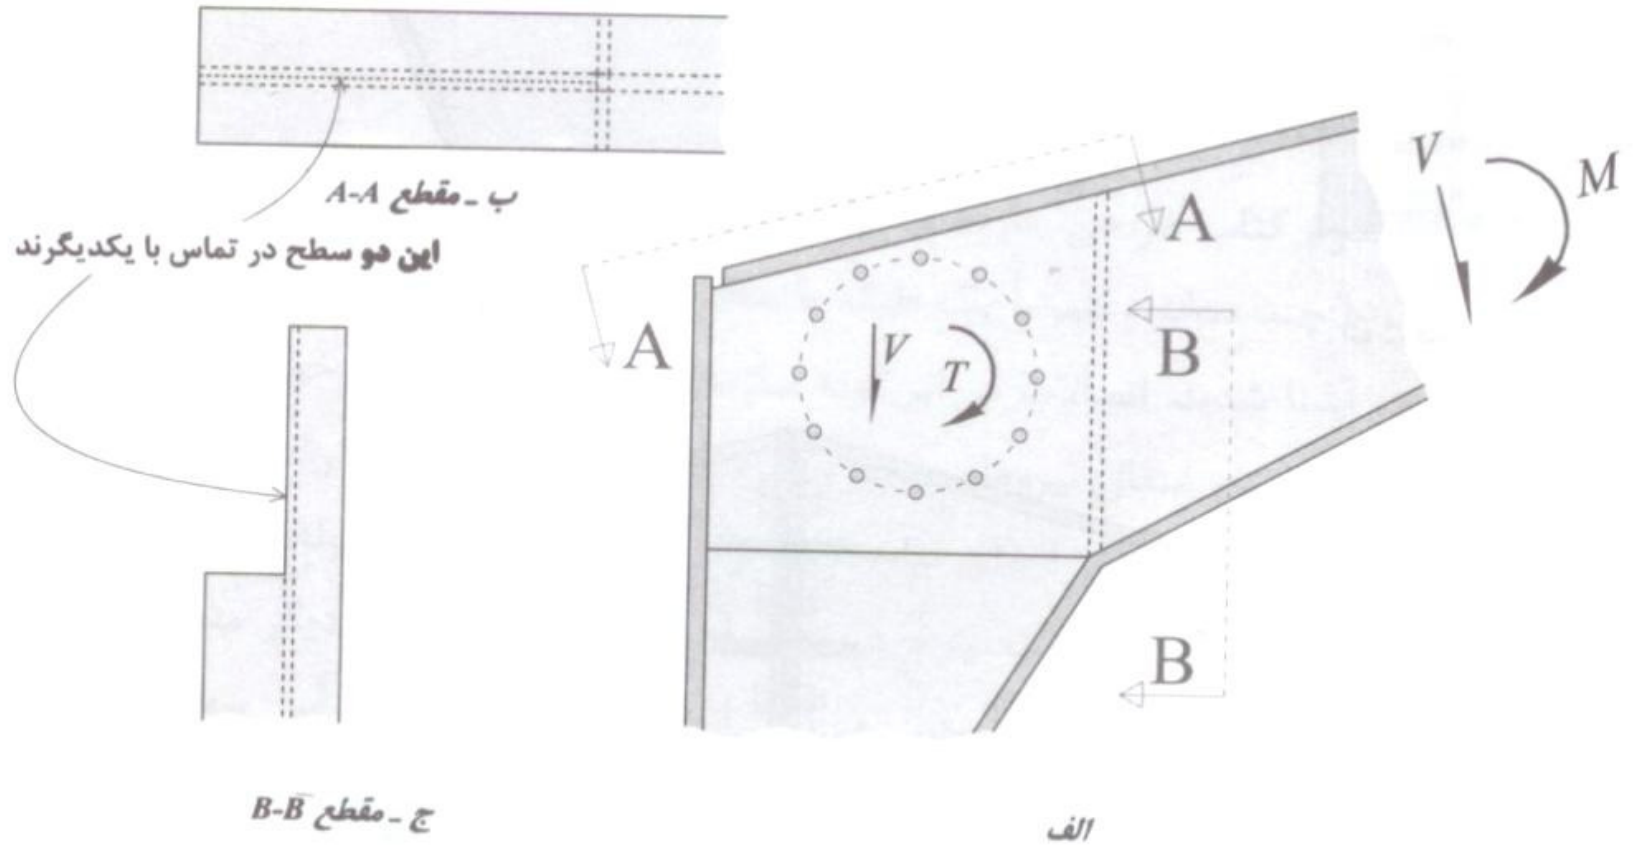 ب ـ مقطع A-A
این دو سطح در تماس با یکدیگرند
A
A
B
B
V
M
V
T
ج ـ مقطع B-B
الف